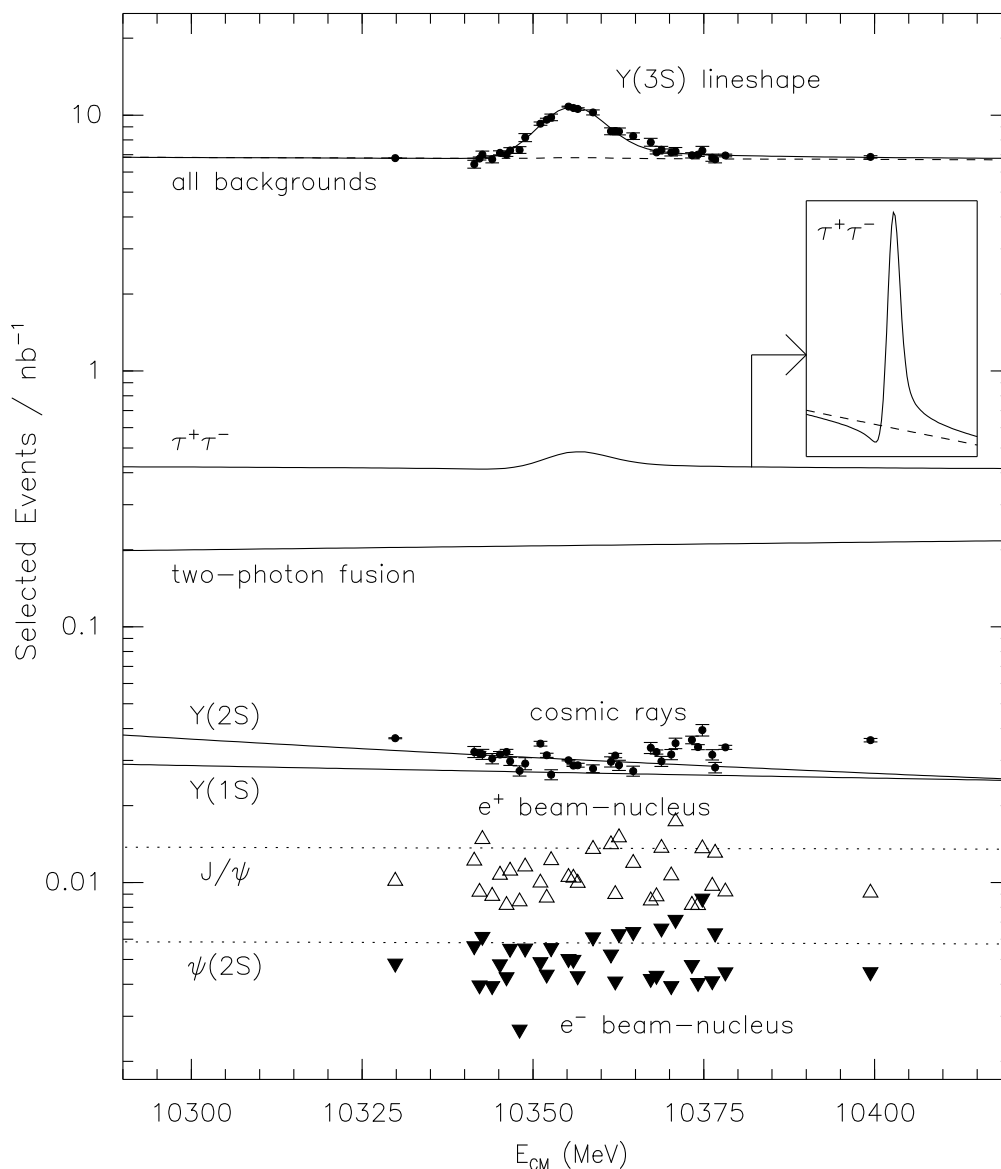 Υ(3S) lineshape
10
all backgrounds
τ⁺τ⁻
1
τ⁺τ⁻
two−photon fusion
0.1
Υ(2S)
cosmic rays
Υ(1S)
e⁺ beam−nucleus
J/ψ
0.01
ψ(2S)
e⁻ beam−nucleus
Selected Events / nb⁻¹
10300
10325
10350
10375
10400
E_CM (MeV)